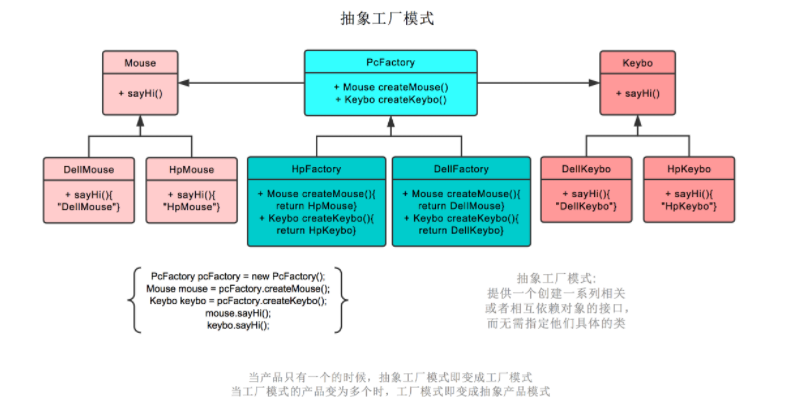 抽象工厂模式
Mouse
+ sayHi()
PcFactory
+ Mouse createMouse()
+ Keybo createKeybo()
Keybo
+ sayHi()
DellMouse
+ sayHi(){
"DellMouse"}
HpMouse
+ sayHi(){
"HpMouse"}
HpFactory
+ Mouse createMouse(){
return HpMouse}
+ Keybo createKeybo(){
return HpKeybo}
DellFactory
+ Mouse createMouse(){
return DellMouse}
+ Keybo createKeybo(){
return DellKeybo}
DellKeybo
+ sayHi(){
"DellKeybo"}
HpKeybo
+ sayHi(){
"HpKeybo"}
PcFactory pcFactory = new PcFactory();
Mouse mouse = pcFactory.createMouse();
Keybo keybo = pcFactory.createKeybo();
mouse.sayHi();
keybo.sayHi();
抽象工厂模式:
提供一个创建一系列相关
或者相互依赖对象的接口，
而无需指定他们具体的类
当产品只有一个的时候，抽象工厂模式即变成工厂模式
当工厂模式的产品变为多个时，工厂模式即变成抽象产品模式